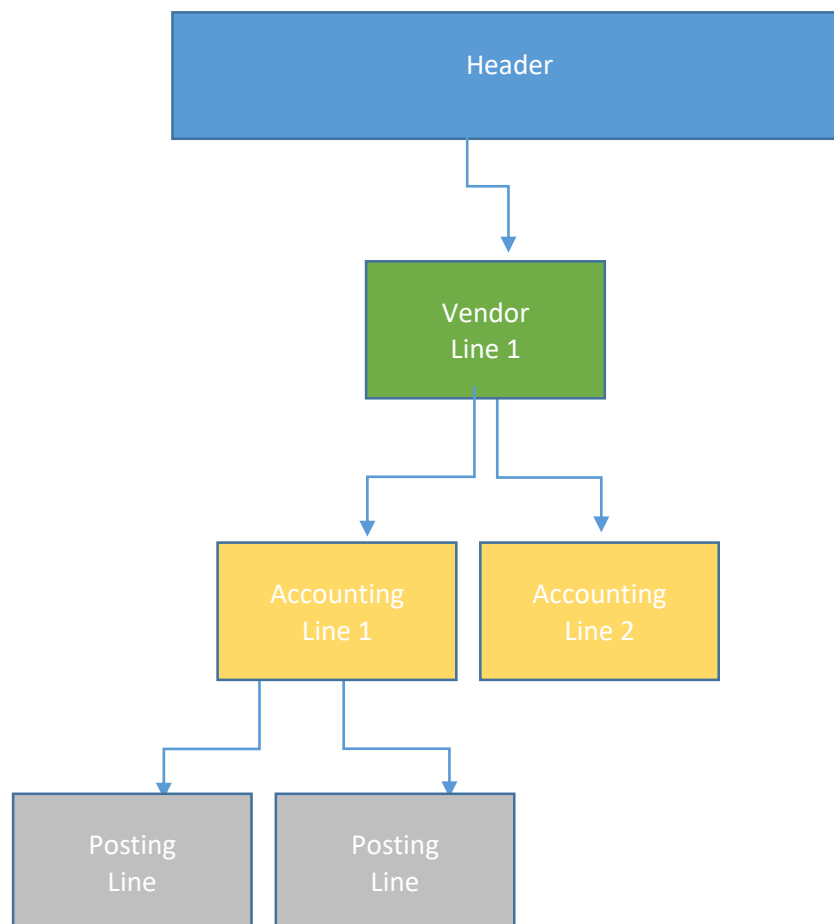 Header
Vendor
Line 1
Accounting
Line 1
Accounting
Line 2
Posting
Line
Posting
Line